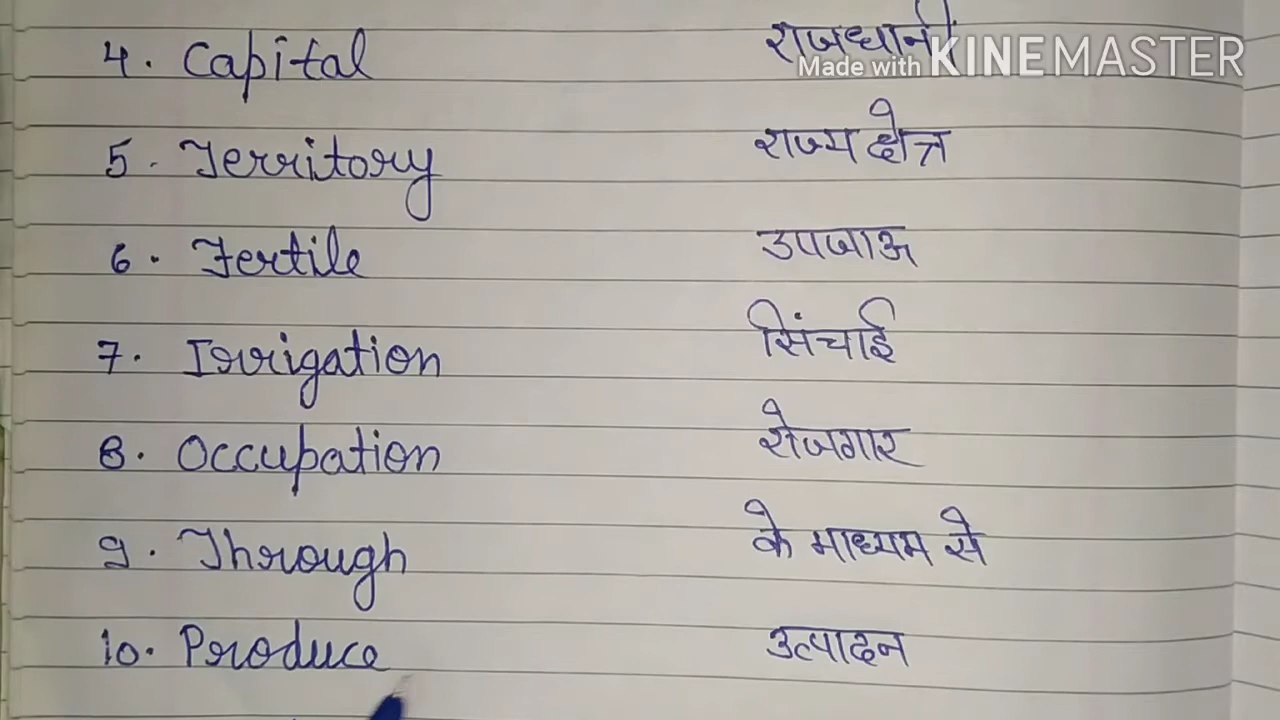 4. Capital राजधानी
Made with KINEMASTER
5. Territory राज्य क्षेत्र
6. Fertile उपजाऊ
7. Irrigation सिंचाई
8. Occupation रोजगार
9. Through के माध्यम से
10. Produce उत्पादन